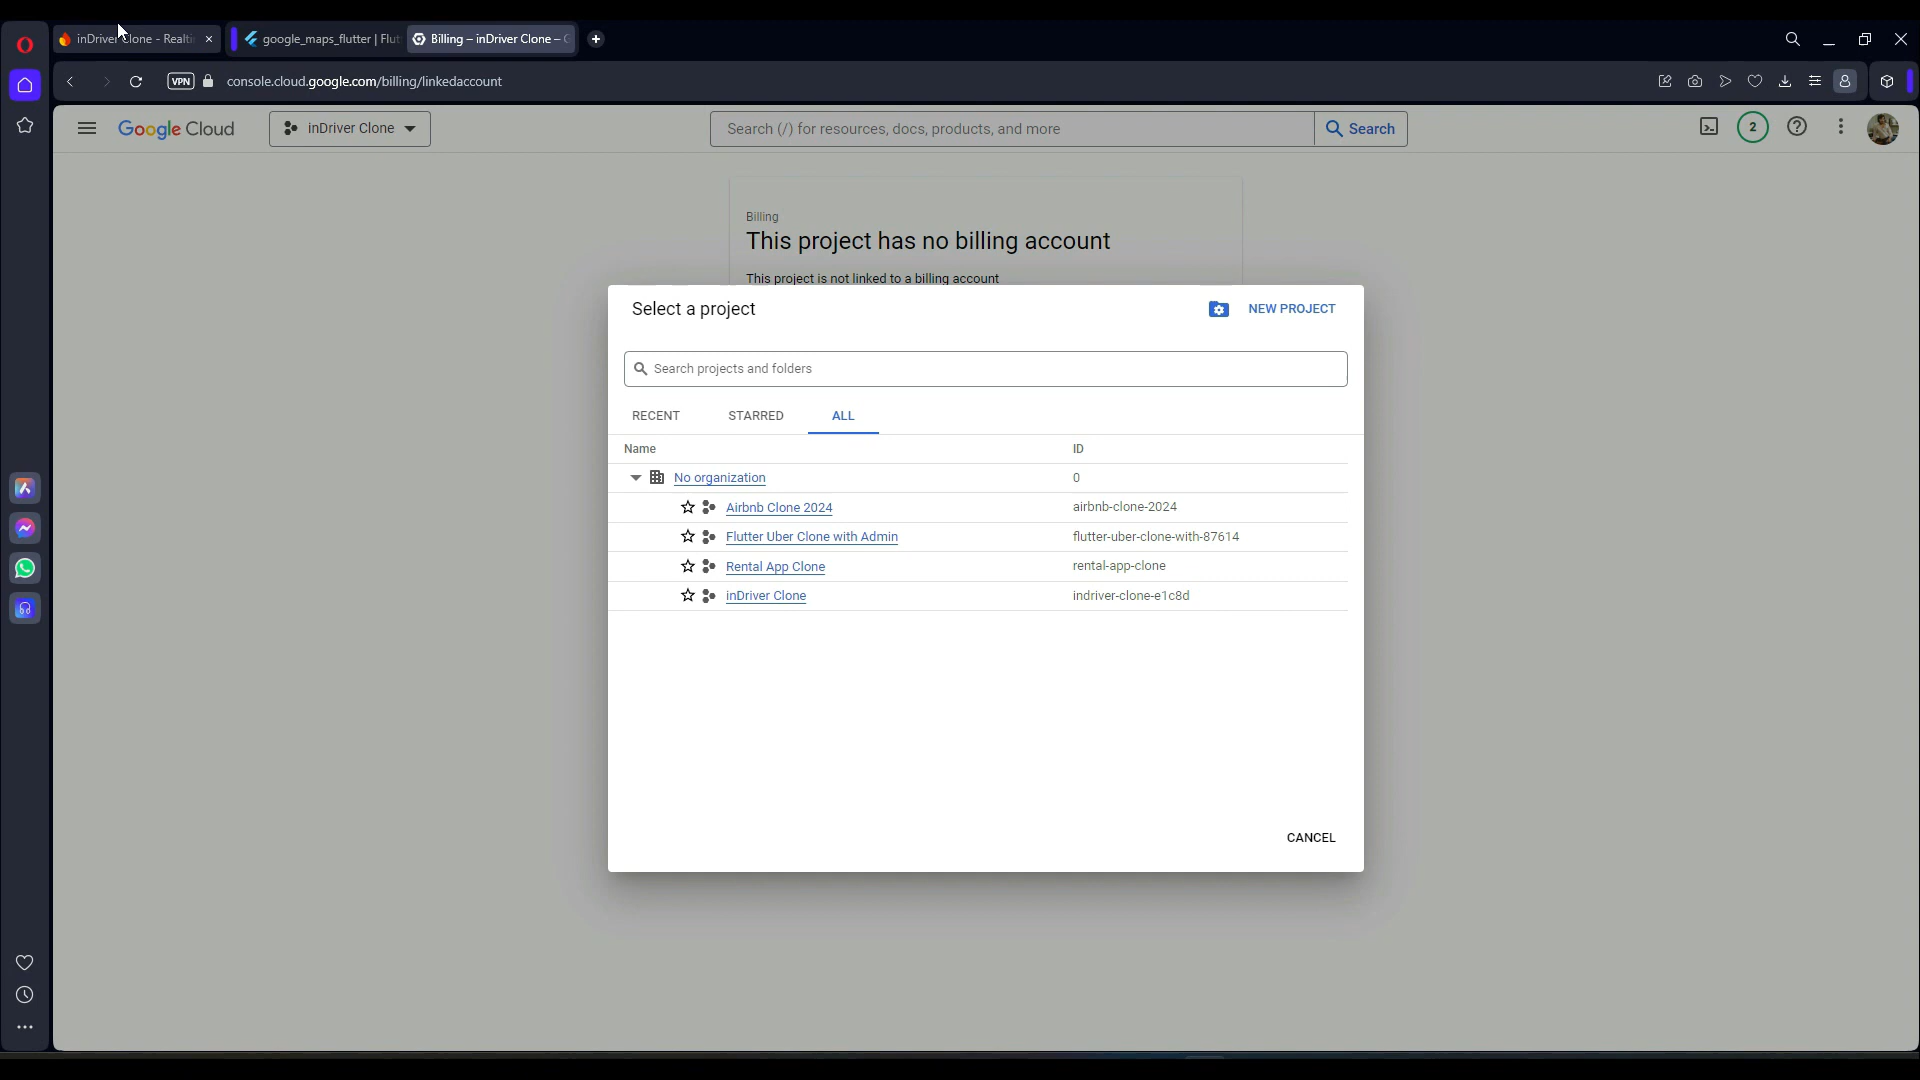 inDriver Clone - Realti
google_maps_flutter | Flut
Billing – inDriver Clone – G
VPN
console.cloud.google.com/billing/linkedaccount
Google Cloud
inDriver Clone
Search (/) for resources, docs, products, and more
Search
2
Billing
This project has no billing account
This project is not linked to a billing account
Select a project
NEW PROJECT
Search projects and folders
RECENT
STARRED
ALL
Name
ID
No organization
0
Airbnb Clone 2024
airbnb-clone-2024
Flutter Uber Clone with Admin
flutter-uber-clone-with-87614
Rental App Clone
rental-app-clone
inDriver Clone
indriver-clone-e1c8d
CANCEL